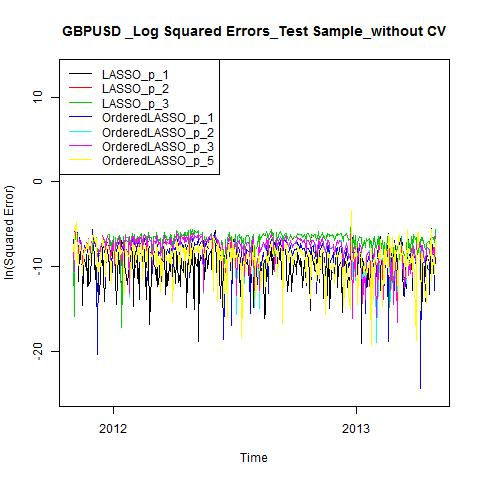 GBPUSD _Log Squared Errors_Test Sample_without CV
LASSO_p_1
LASSO_p_2
LASSO_p_3
OrderedLASSO_p_1
OrderedLASSO_p_2
OrderedLASSO_p_3
OrderedLASSO_p_5
ln(Squared Error)
10
0
-10
-20
2012
2013
Time